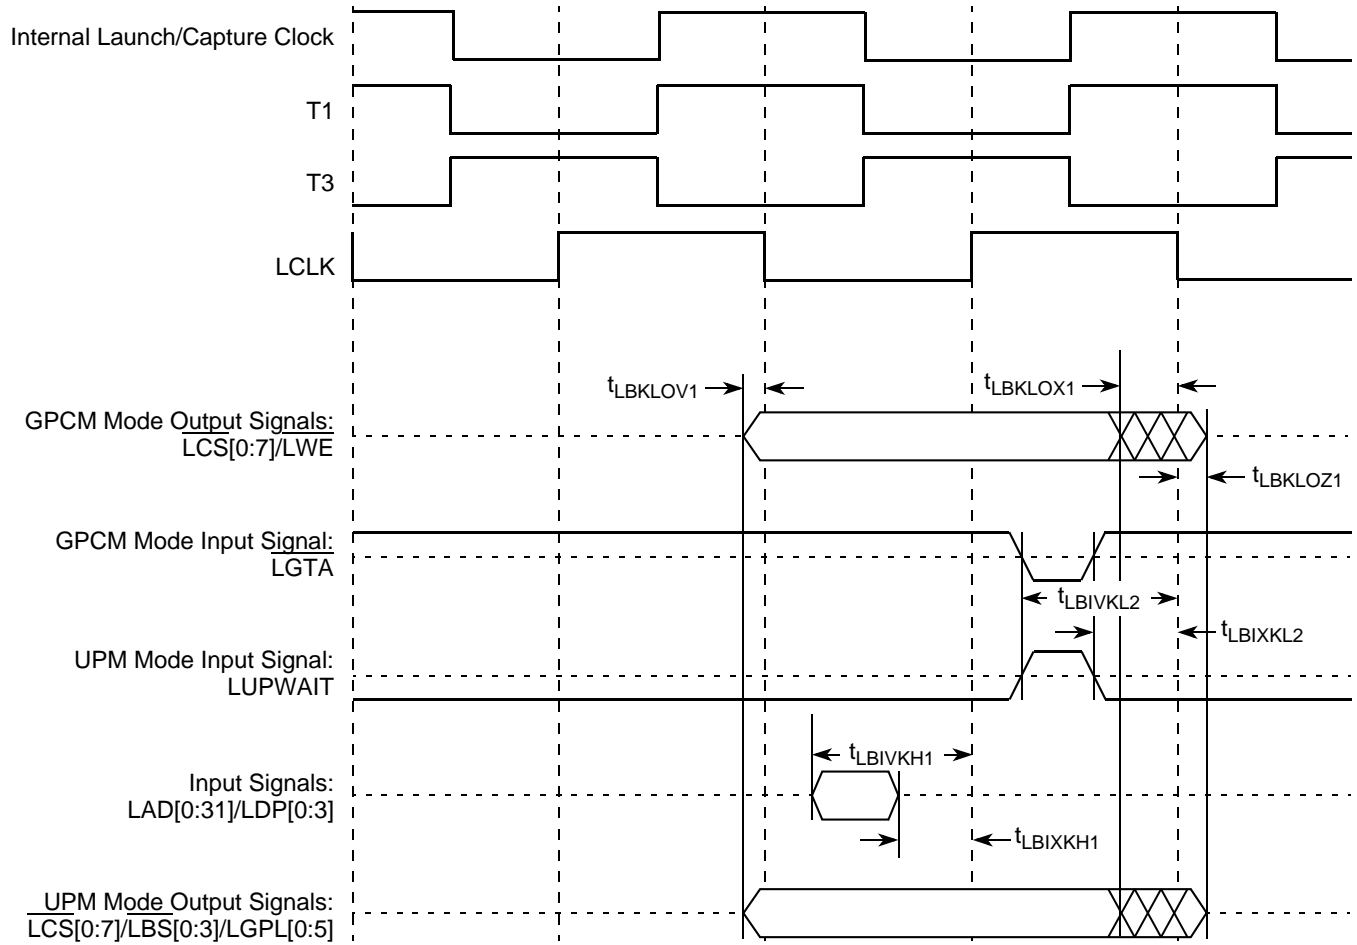 Internal Launch/Capture Clock
T1
T3
LCLK
tLBKLOV1
tLBKLOX1
GPCM Mode Output Signals:
LCS[0:7]/LWE
tLBKLOZ1
GPCM Mode Input Signal:
LGTA
tLBIVKL2
tLBIXKL2
UPM Mode Input Signal:
LUPWAIT
tLBIVKH1
Input Signals:
LAD[0:31]/LDP[0:3]
tLBIXKH1
UPM Mode Output Signals:
LCS[0:7]/LBS[0:3]/LGPL[0:5]